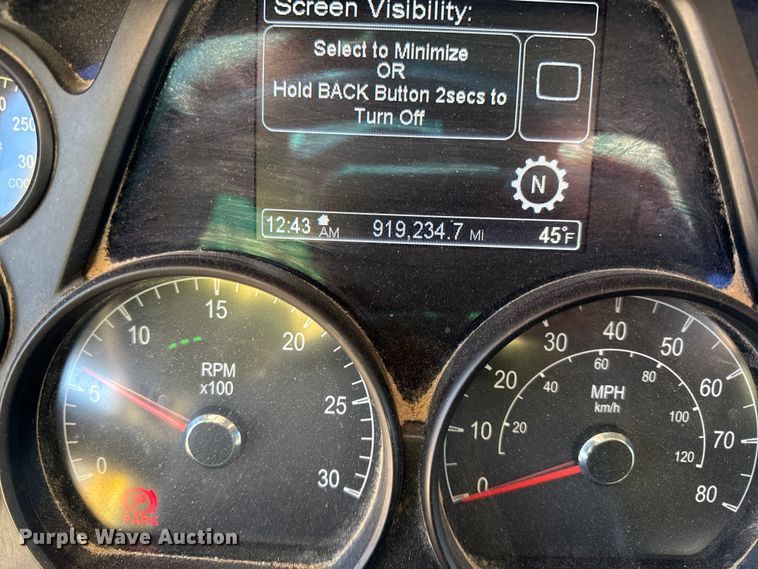 Screen Visibility:
Select to Minimize
OR
Hold BACK Button 2secs to
Turn Off
N
12:43 AM 919,234.7 MI 45°F
250
COO
0 5 10 15 20 25 30
RPM
x100
PARK
0 10 20 30 40 50 60 70 80
20 40 60 80 100 120
MPH
km/h
Purple Wave Auction